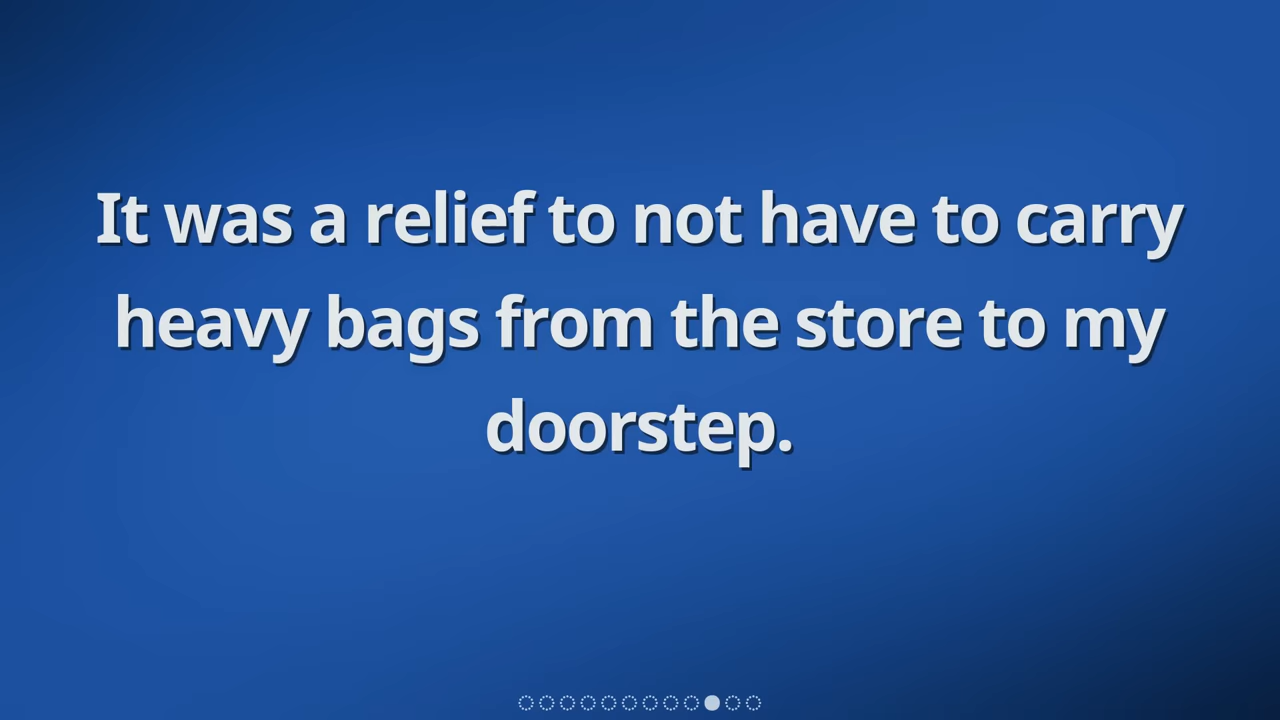 It was a relief to not have to carry
heavy bags from the store to my
doorstep.